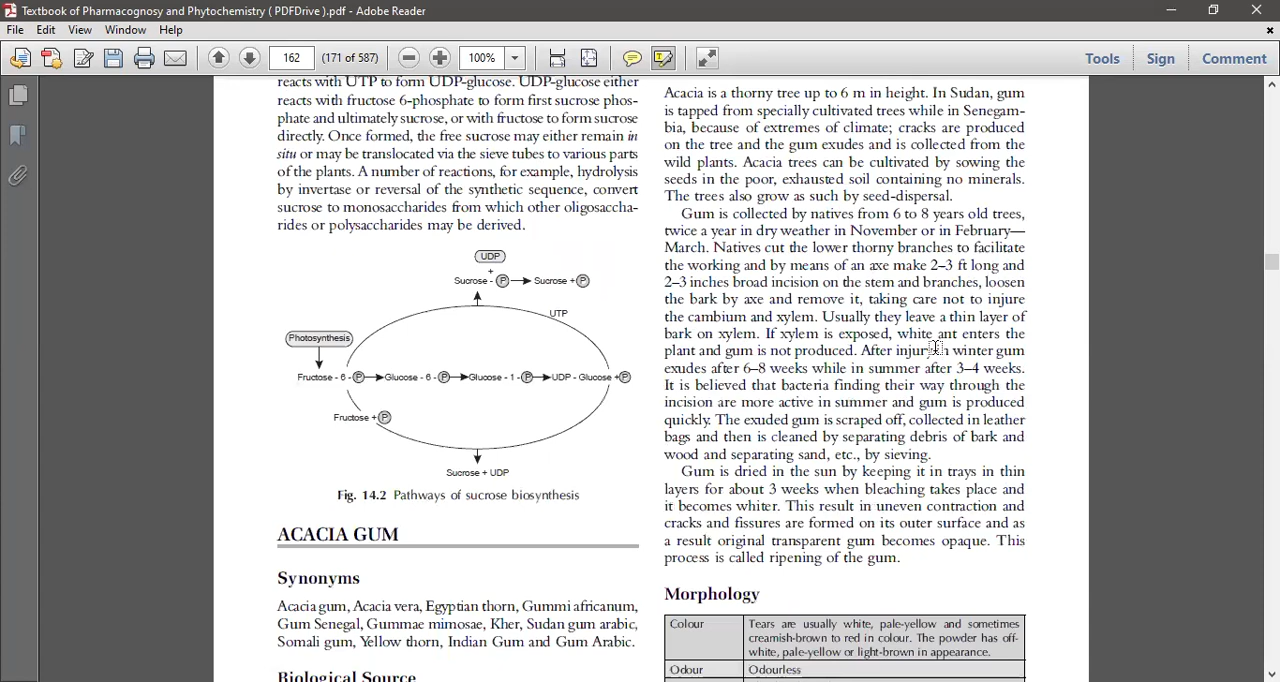 Textbook of Pharmacognosy and Phytochemistry ( PDFDrive ).pdf - Adobe Reader
File Edit View Window Help
162 (171 of 587) 100% Tools Sign Comment
reacts with UTP to form UDP-glucose. UDP-glucose either
reacts with fructose 6-phosphate to form first sucrose phos-
phate and ultimately sucrose, or with fructose to form sucrose
directly. Once formed, the free sucrose may either remain in
situ or may be translocated via the sieve tubes to various parts
of the plants. A number of reactions, for example, hydrolysis
by invertase or reversal of the synthetic sequence, convert
sucrose to monosaccharides from which other oligosaccha-
rides or polysaccharides may be derived.
UDP
+
Sucrose - P Sucrose + P
UTP
Photosynthesis
Fructose - 6 - P Glucose - 6 - P Glucose - 1 - P UDP - Glucose + P
Fructose + P
Sucrose + UDP
Fig. 14.2 Pathways of sucrose biosynthesis
ACACIA GUM
Synonyms
Acacia gum, Acacia vera, Egyptian thorn, Gummi africanum,
Gum Senegal, Gummae mimosae, Kher, Sudan gum arabic,
Somali gum, Yellow thorn, Indian Gum and Gum Arabic.
Biological Source
Acacia is a thorny tree up to 6 m in height. In Sudan, gum
is tapped from specially cultivated trees while in Senegam-
bia, because of extremes of climate; cracks are produced
on the tree and the gum exudes and is collected from the
wild plants. Acacia trees can be cultivated by sowing the
seeds in the poor, exhausted soil containing no minerals.
The trees also grow as such by seed-dispersal.
Gum is collected by natives from 6 to 8 years old trees,
twice a year in dry weather in November or in February—
March. Natives cut the lower thorny branches to facilitate
the working and by means of an axe make 2–3 ft long and
2–3 inches broad incision on the stem and branches, loosen
the bark by axe and remove it, taking care not to injure
the cambium and xylem. Usually they leave a thin layer of
bark on xylem. If xylem is exposed, white ant enters the
plant and gum is not produced. After injury in winter gum
exudes after 6–8 weeks while in summer after 3–4 weeks.
It is believed that bacteria finding their way through the
incision are more active in summer and gum is produced
quickly. The exuded gum is scraped off, collected in leather
bags and then is cleaned by separating debris of bark and
wood and separating sand, etc., by sieving.
Gum is dried in the sun by keeping it in trays in thin
layers for about 3 weeks when bleaching takes place and
it becomes whiter. This result in uneven contraction and
cracks and fissures are formed on its outer surface and as
a result original transparent gum becomes opaque. This
process is called ripening of the gum.
Morphology
Colour Tears are usually white, pale-yellow and sometimes
creamish-brown to red in colour. The powder has off-
white, pale-yellow or light-brown in appearance.
Odour Odourless